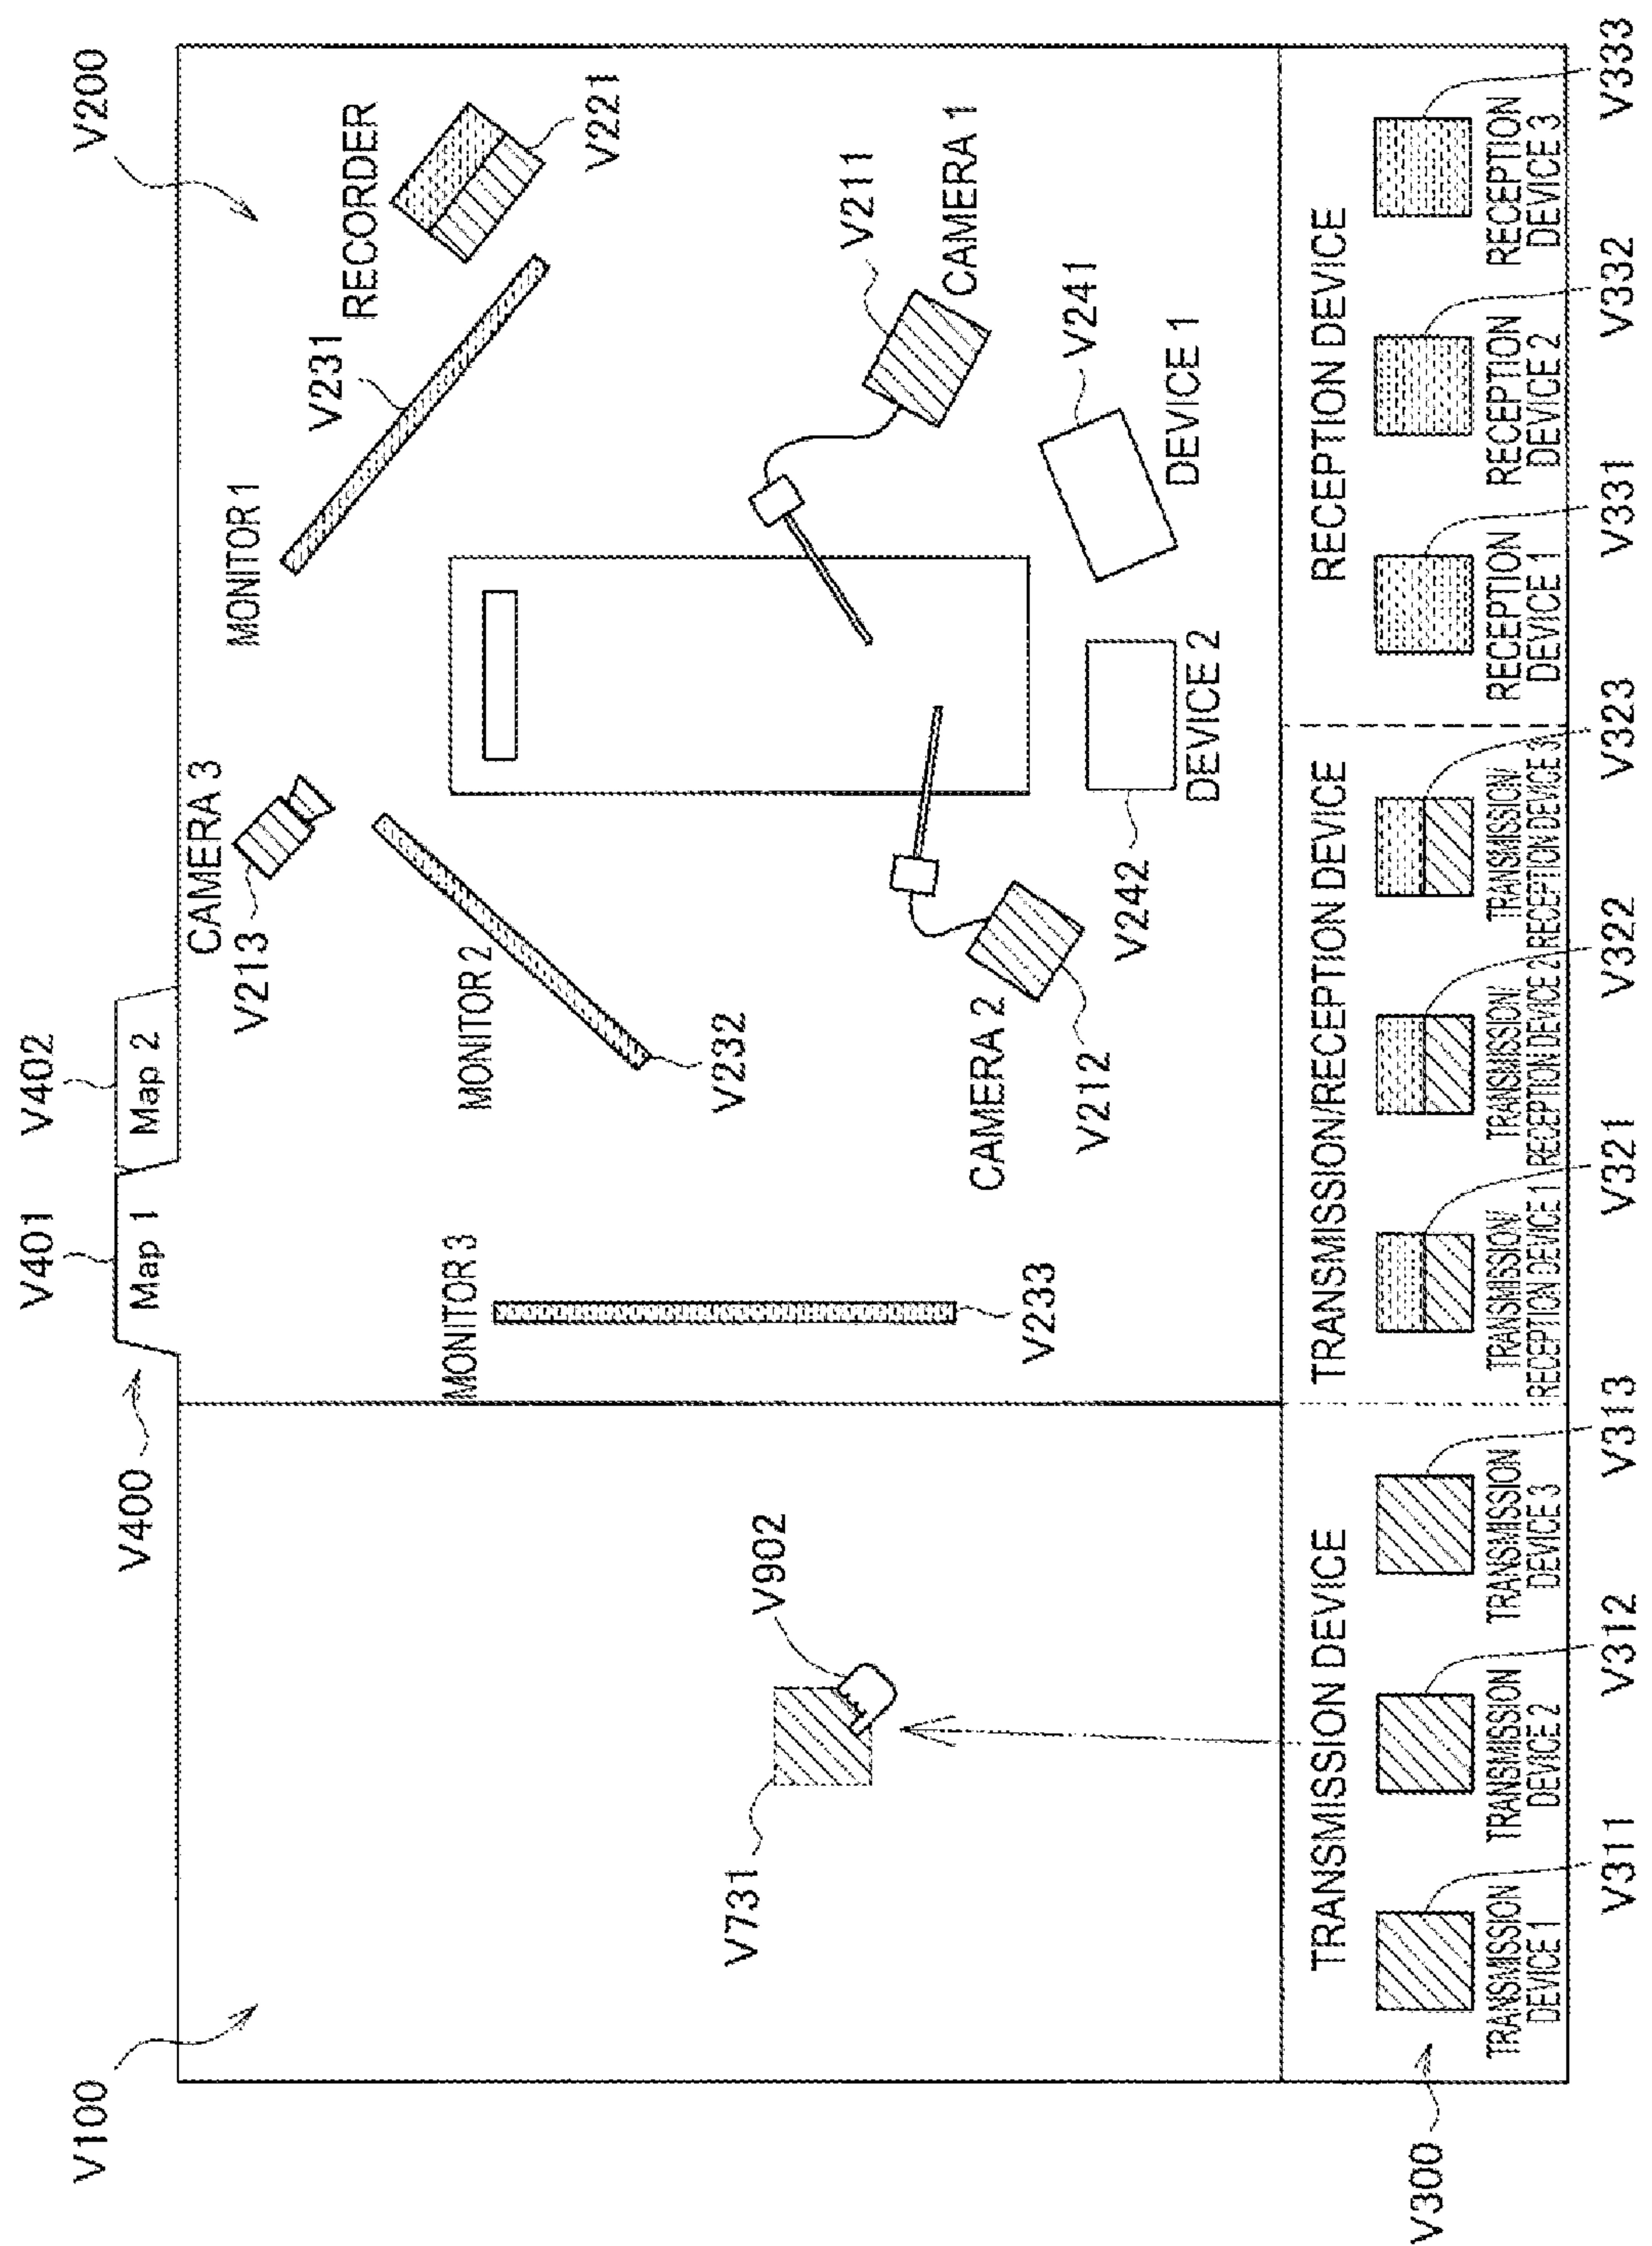 V401
V402
Map 1
Map 2
V400
V100
V200
CAMERA 3
V213
MONITOR 1
V231
RECORDER
V221
MONITOR 3
V233
MONITOR 2
V232
V902
V731
V211
CAMERA 1
CAMERA 2
V212
V242
DEVICE 2
V241
DEVICE 1
V300
TRANSMISSION DEVICE
TRANSMISSION/RECEPTION DEVICE
RECEPTION DEVICE
TRANSMISSION
DEVICE 1
TRANSMISSION
DEVICE 2
TRANSMISSION
DEVICE 3
TRANSMISSION/
RECEPTION DEVICE 1
TRANSMISSION/
RECEPTION DEVICE 2
TRANSMISSION/
RECEPTION DEVICE 3
RECEPTION
DEVICE 1
RECEPTION
DEVICE 2
RECEPTION
DEVICE 3
V311
V312
V313
V321
V322
V323
V331
V332
V333